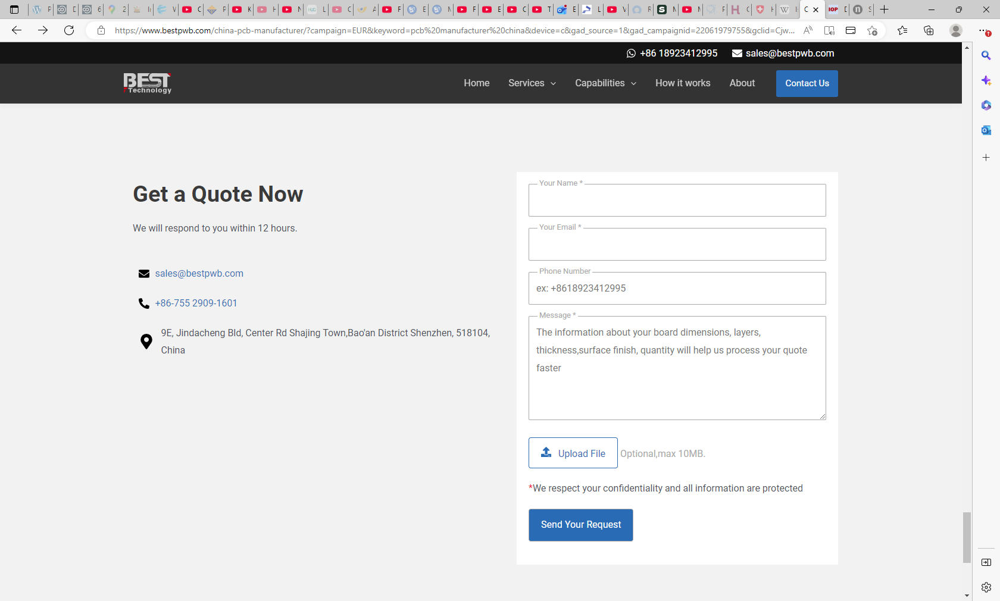 https://www.bestpwb.com/china-pcb-manufacturer/?campaign=EUR&keyword=pcb%20manufacturer%20china&device=c&gad_source=1&gad_campaignid=22061979755&gclid=Cjw...
+86 18923412995 sales@bestpwb.com
BEST
Technology
Home Services Capabilities How it works About Contact Us
Get a Quote Now
We will respond to you within 12 hours.
sales@bestpwb.com
+86-755 2909-1601
9E, Jindacheng Bld, Center Rd Shajing Town,Bao'an District Shenzhen, 518104,
China
Your Name *
Your Email *
Phone Number
ex: +8618923412995
Message *
The information about your board dimensions, layers,
thickness,surface finish, quantity will help us process your quote
faster
Upload File Optional,max 10MB.
*We respect your confidentiality and all information are protected
Send Your Request